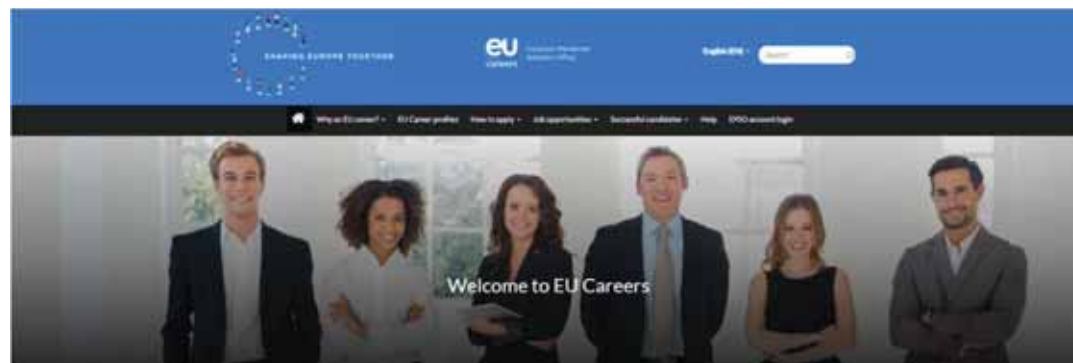 SHAPING EUROPE TOGETHER
eu
careers
European Personnel
Selection Office
English (EN)
Search
Why an EU career?
EU Career profiles
How to apply
Job opportunities
Successful candidates
Help
EPSO account login
Welcome to EU Careers